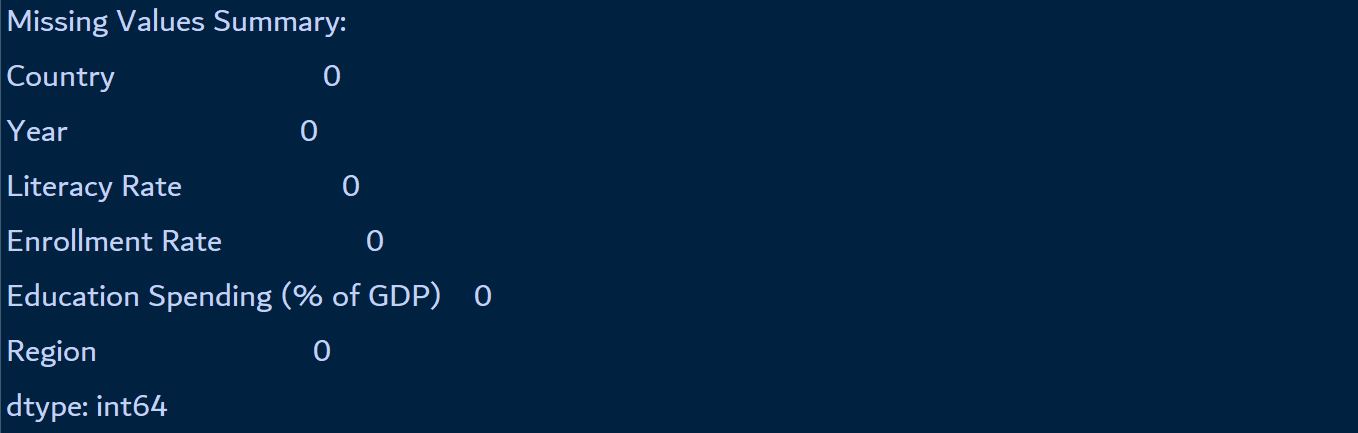 Missing Values Summary:
Country 0
Year 0
Literacy Rate 0
Enrollment Rate 0
Education Spending (% of GDP) 0
Region 0
dtype: int64